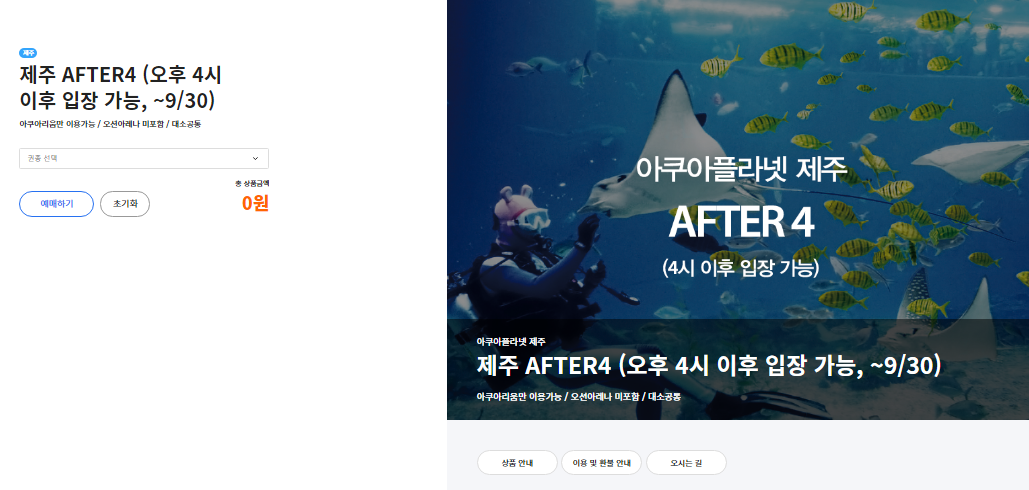 제주
제주 AFTER4 (오후 4시
이후 입장 가능, ~9/30)
아쿠아리움만 이용가능 / 오션아레나 미포함 / 대소공통
권종 선택
총 상품금액
예매하기
초기화
0원
아쿠아플라넷 제주
AFTER 4
(4시 이후 입장 가능)
아쿠아플라넷 제주
제주 AFTER4 (오후 4시 이후 입장 가능, ~9/30)
아쿠아리움만 이용가능 / 오션아레나 미포함 / 대소공통
상품 안내
이용 및 환불 안내
오시는 길